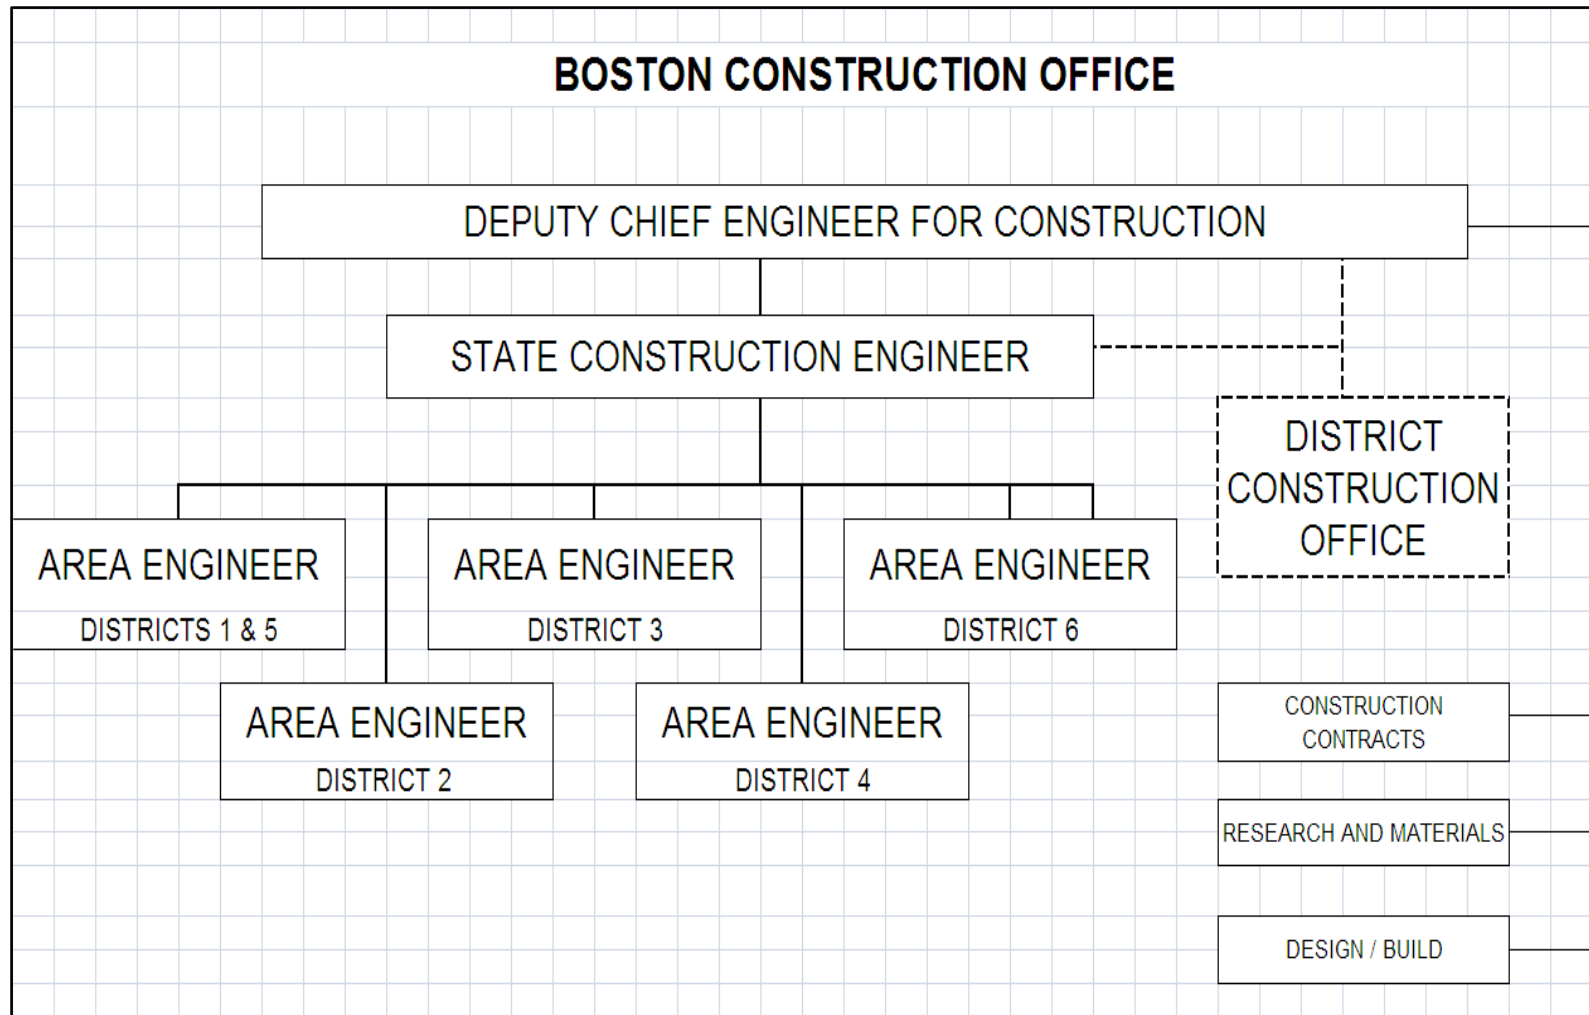 BOSTON CONSTRUCTION OFFICE
DEPUTY CHIEF ENGINEER FOR CONSTRUCTION
STATE CONSTRUCTION ENGINEER
DISTRICT
CONSTRUCTION
OFFICE
AREA ENGINEER
DISTRICTS 1 & 5
AREA ENGINEER
DISTRICT 3
AREA ENGINEER
DISTRICT 6
AREA ENGINEER
DISTRICT 2
AREA ENGINEER
DISTRICT 4
CONSTRUCTION
CONTRACTS
RESEARCH AND MATERIALS
DESIGN / BUILD